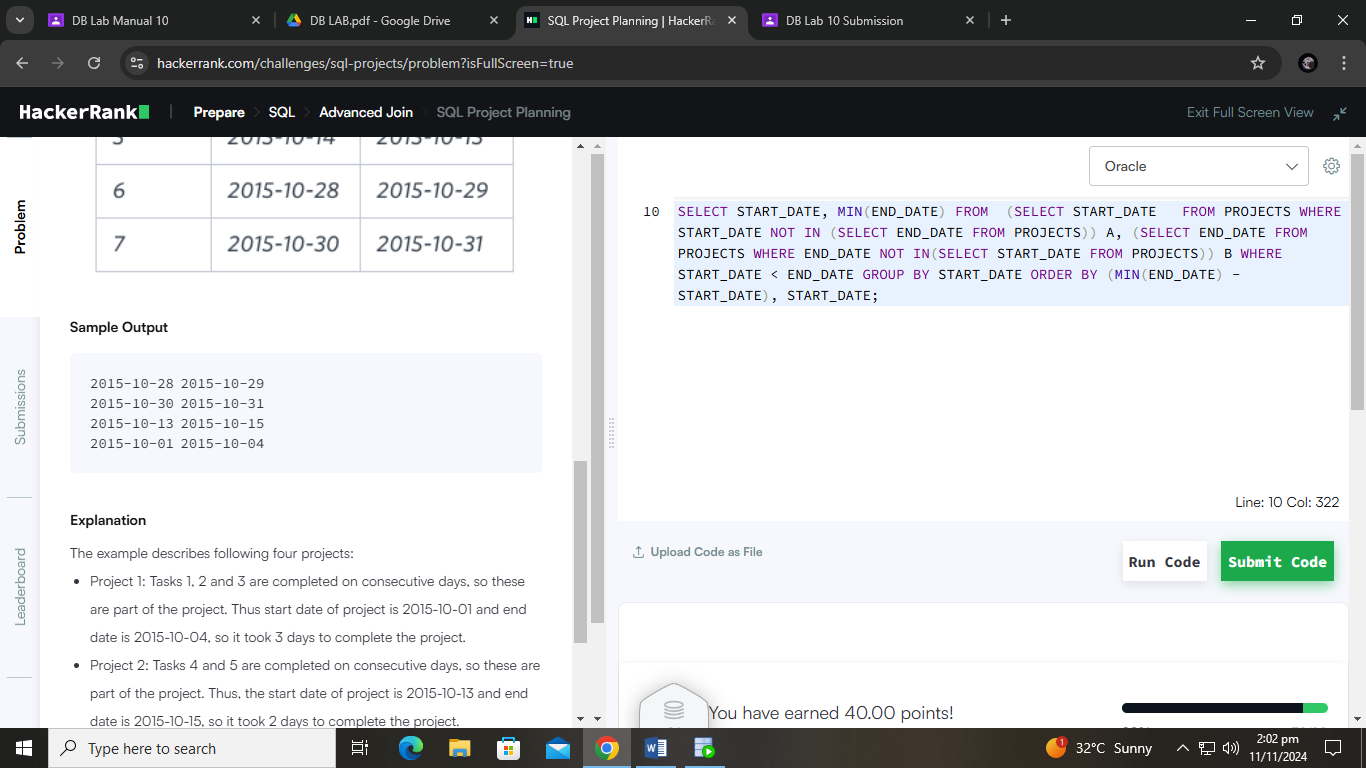 DB Lab Manual 10
DB LAB.pdf - Google Drive
SQL Project Planning | HackerRa
DB Lab 10 Submission
hackerrank.com/challenges/sql-projects/problem?isFullScreen=true
HackerRank
Prepare > SQL > Advanced Join > SQL Project Planning
Exit Full Screen View
Problem
Submissions
Leaderboard
5 2015-10-14 2015-10-15
6 2015-10-28 2015-10-29
7 2015-10-30 2015-10-31
Sample Output
2015-10-28 2015-10-29
2015-10-30 2015-10-31
2015-10-13 2015-10-15
2015-10-01 2015-10-04
Explanation
The example describes following four projects:
• Project 1: Tasks 1, 2 and 3 are completed on consecutive days, so these
are part of the project. Thus start date of project is 2015-10-01 and end
date is 2015-10-04, so it took 3 days to complete the project.
• Project 2: Tasks 4 and 5 are completed on consecutive days, so these are
part of the project. Thus, the start date of project is 2015-10-13 and end
date is 2015-10-15, so it took 2 days to complete the project.
Oracle
10 SELECT START_DATE, MIN(END_DATE) FROM  (SELECT START_DATE   FROM PROJECTS WHERE
START_DATE NOT IN (SELECT END_DATE FROM PROJECTS)) A, (SELECT END_DATE FROM
PROJECTS WHERE END_DATE NOT IN(SELECT START_DATE FROM PROJECTS)) B WHERE
START_DATE < END_DATE GROUP BY START_DATE ORDER BY (MIN(END_DATE) -
START_DATE), START_DATE;
Line: 10 Col: 322
Upload Code as File
Run Code
Submit Code
You have earned 40.00 points!
Type here to search
1
32°C Sunny
2:02 pm
11/11/2024